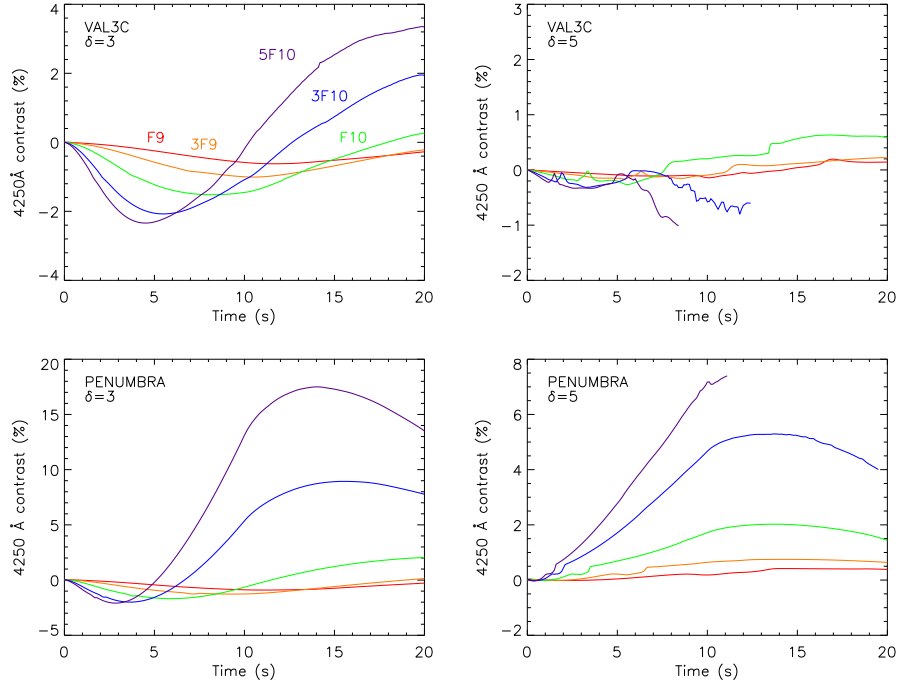 VAL3C
δ=3
5F10
3F10
F9
3F9
F10
4250Å contrast (%)
4
2
0
−2
−4
0 5 10 15 20
Time (s)
VAL3C
δ=5
4250 Å contrast (%)
3
2
1
0
−1
−2
0 5 10 15 20
Time (s)
PENUMBRA
δ=3
4250 Å contrast (%)
20
15
10
5
0
−5
0 5 10 15 20
Time (s)
PENUMBRA
δ=5
4250 Å contrast (%)
8
6
4
2
0
−2
0 5 10 15 20
Time (s)